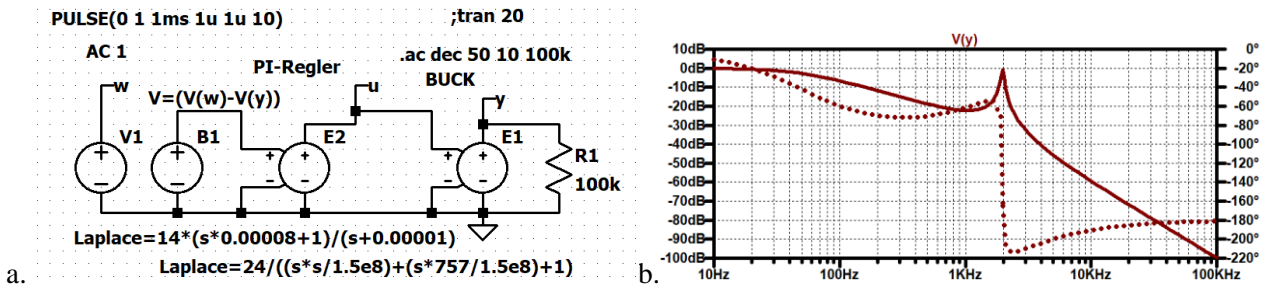 PULSE(0 1 1ms 1u 1u 10)
;tran 20
AC 1
.ac dec 50 10 100k
PI-Regler
BUCK
w
V=(V(w)-V(y))
u
y
V1
B1
E2
E1
R1
100k
Laplace=14*(s*0.00008+1)/(s+0.00001)
Laplace=24/((s*s/1.5e8)+(s*757/1.5e8)+1)
a.
V(y)
10dB
0dB
-10dB
-20dB
-30dB
-40dB
-50dB
-60dB
-70dB
-80dB
-90dB
-100dB
0°
-20°
-40°
-60°
-80°
-100°
-120°
-140°
-160°
-180°
-200°
-220°
10Hz
100Hz
1KHz
10KHz
100KHz
b.